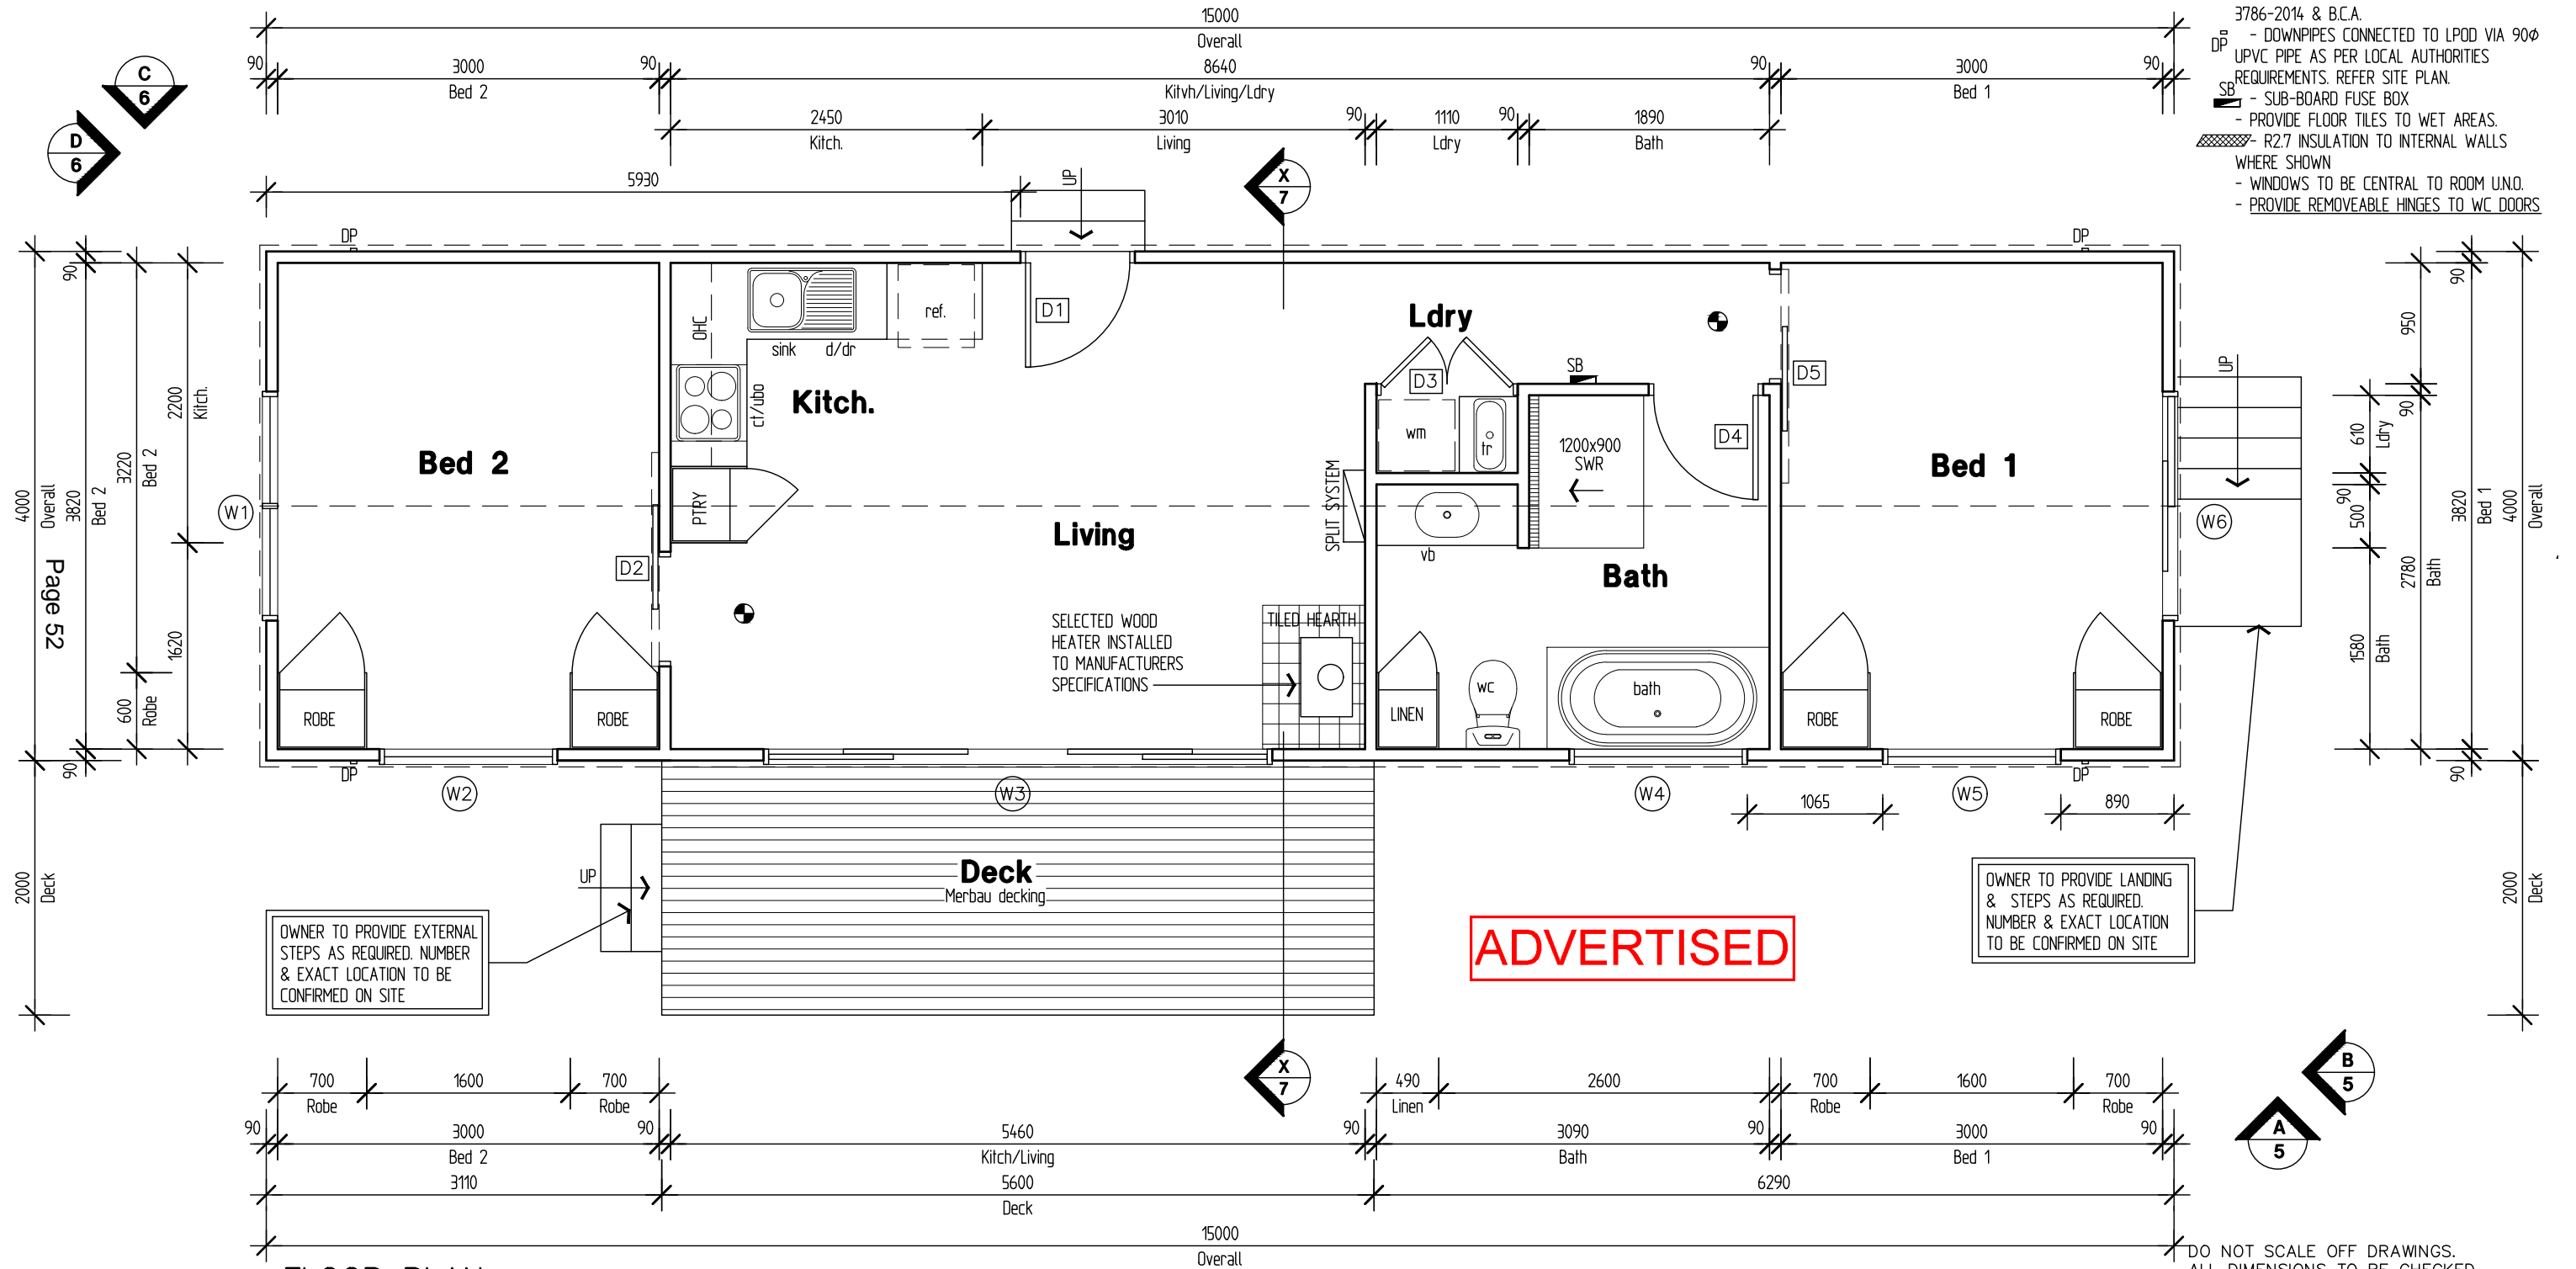 15000
Overall
90
3000
Bed 2
90
8640
Kitvh/Living/Ldry
90
3000
Bed 1
90
2450
Kitch.
3010
Living
90
1110
Ldry
90
1890
Bath
5930
UP
C
6
D
6
X
7
3786-2014 & B.C.A.
DP - DOWNPIPES CONNECTED TO LPOD VIA 90Ø
UPVC PIPE AS PER LOCAL AUTHORITIES
REQUIREMENTS. REFER SITE PLAN.
SB - SUB-BOARD FUSE BOX
- PROVIDE FLOOR TILES TO WET AREAS.
- R2.7 INSULATION TO INTERNAL WALLS
WHERE SHOWN
- WINDOWS TO BE CENTRAL TO ROOM U.N.O.
- PROVIDE REMOVEABLE HINGES TO WC DOORS
DP
DP
4000
Overall
90
3820
Bed 2
90
3220
Bed 2
600
Robe
2200
Kitch.
1620
2000
Deck
Page 52
W1
Bed 2
D2
ROBE
ROBE
OHC
sink
d/dr
ref.
ct/ubo
Kitch.
PTRY
D1
Living
SELECTED WOOD
HEATER INSTALLED
TO MANUFACTURERS
SPECIFICATIONS
TILED HEARTH
SPLIT SYSTEM
Ldry
D3
wm
tr
SB
1200x900
SWR
D4
D5
vb
Bath
LINEN
WC
bath
Bed 1
ROBE
ROBE
UP
W6
90
950
90
610
Ldry
90
500
1580
Bath
2780
Bath
3820
Bed 1
90
4000
Overall
2000
Deck
DP
DP
W2
W3
W4
W5
1065
890
UP
Deck
Merbau decking
OWNER TO PROVIDE EXTERNAL
STEPS AS REQUIRED. NUMBER
& EXACT LOCATION TO BE
CONFIRMED ON SITE
ADVERTISED
OWNER TO PROVIDE LANDING
& STEPS AS REQUIRED.
NUMBER & EXACT LOCATION
TO BE CONFIRMED ON SITE
X
7
B
5
A
5
700
Robe
1600
700
Robe
490
Linen
2600
700
Robe
1600
700
Robe
90
3000
Bed 2
90
5460
Kitch/Living
90
3090
Bath
90
3000
Bed 1
90
3110
5600
Deck
6290
15000
Overall
FLOOR PLAN
DO NOT SCALE OFF DRAWINGS.
ALL DIMENSIONS TO BE CHECKED